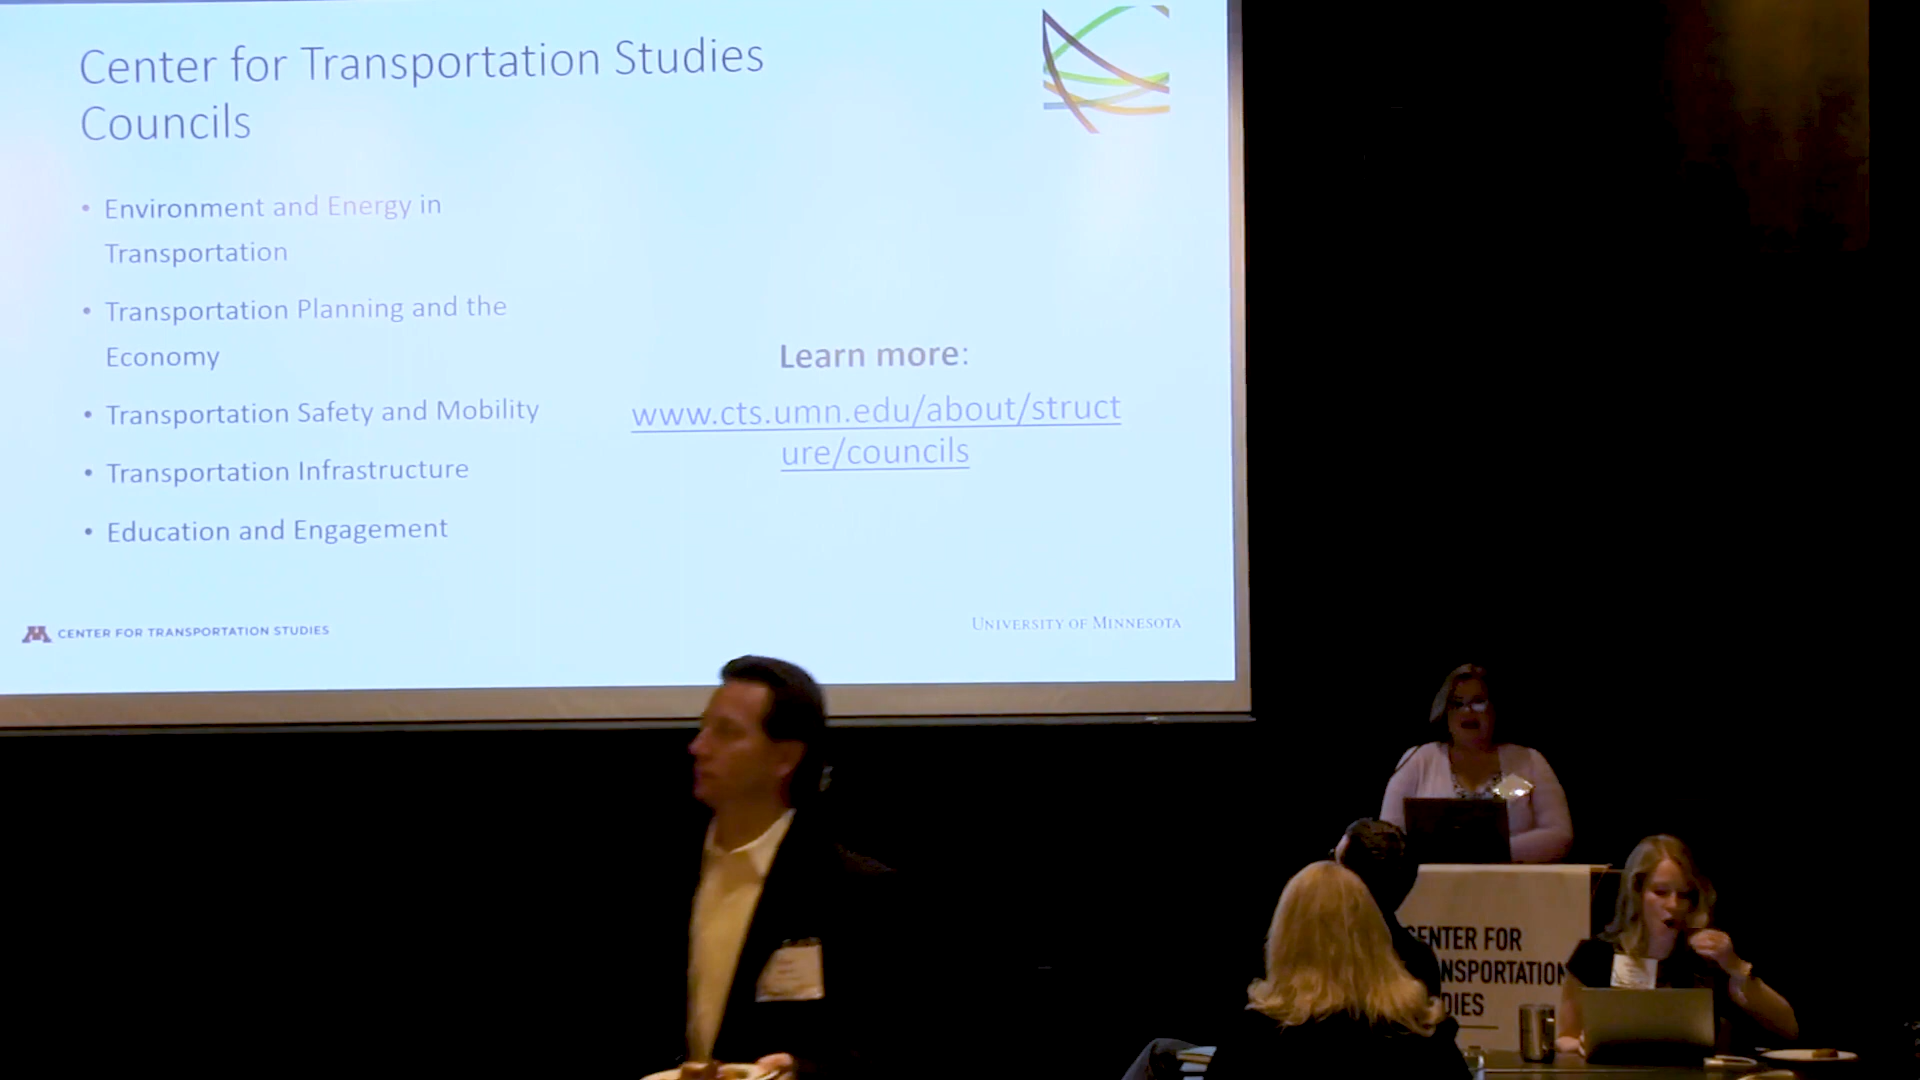 Center for Transportation Studies
Councils
• Environment and Energy in
Transportation
• Transportation Planning and the
Economy
• Transportation Safety and Mobility
• Transportation Infrastructure
• Education and Engagement
Learn more:
www.cts.umn.edu/about/struct
ure/councils
M CENTER FOR TRANSPORTATION STUDIES
UNIVERSITY OF MINNESOTA
CENTER FOR
NSPORTATION
DIES